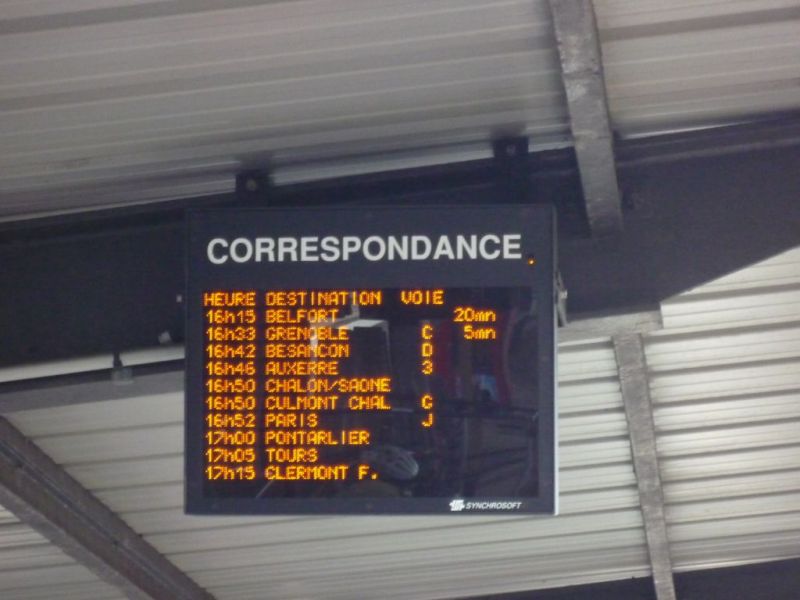 CORRESPONDANCE
HEURE DESTINATION VOIE
16h15 BELFORT 20mn
16h33 GRENOBLE C 5mn
16h42 BESANCON D
16h46 AUXERRE 3
16h50 CHALON/SAONE
16h50 CULMONT CHAL G
16h52 PARIS J
17h00 PONTARLIER
17h05 TOURS
17h15 CLERMONT F.
SYNCHROSOFT